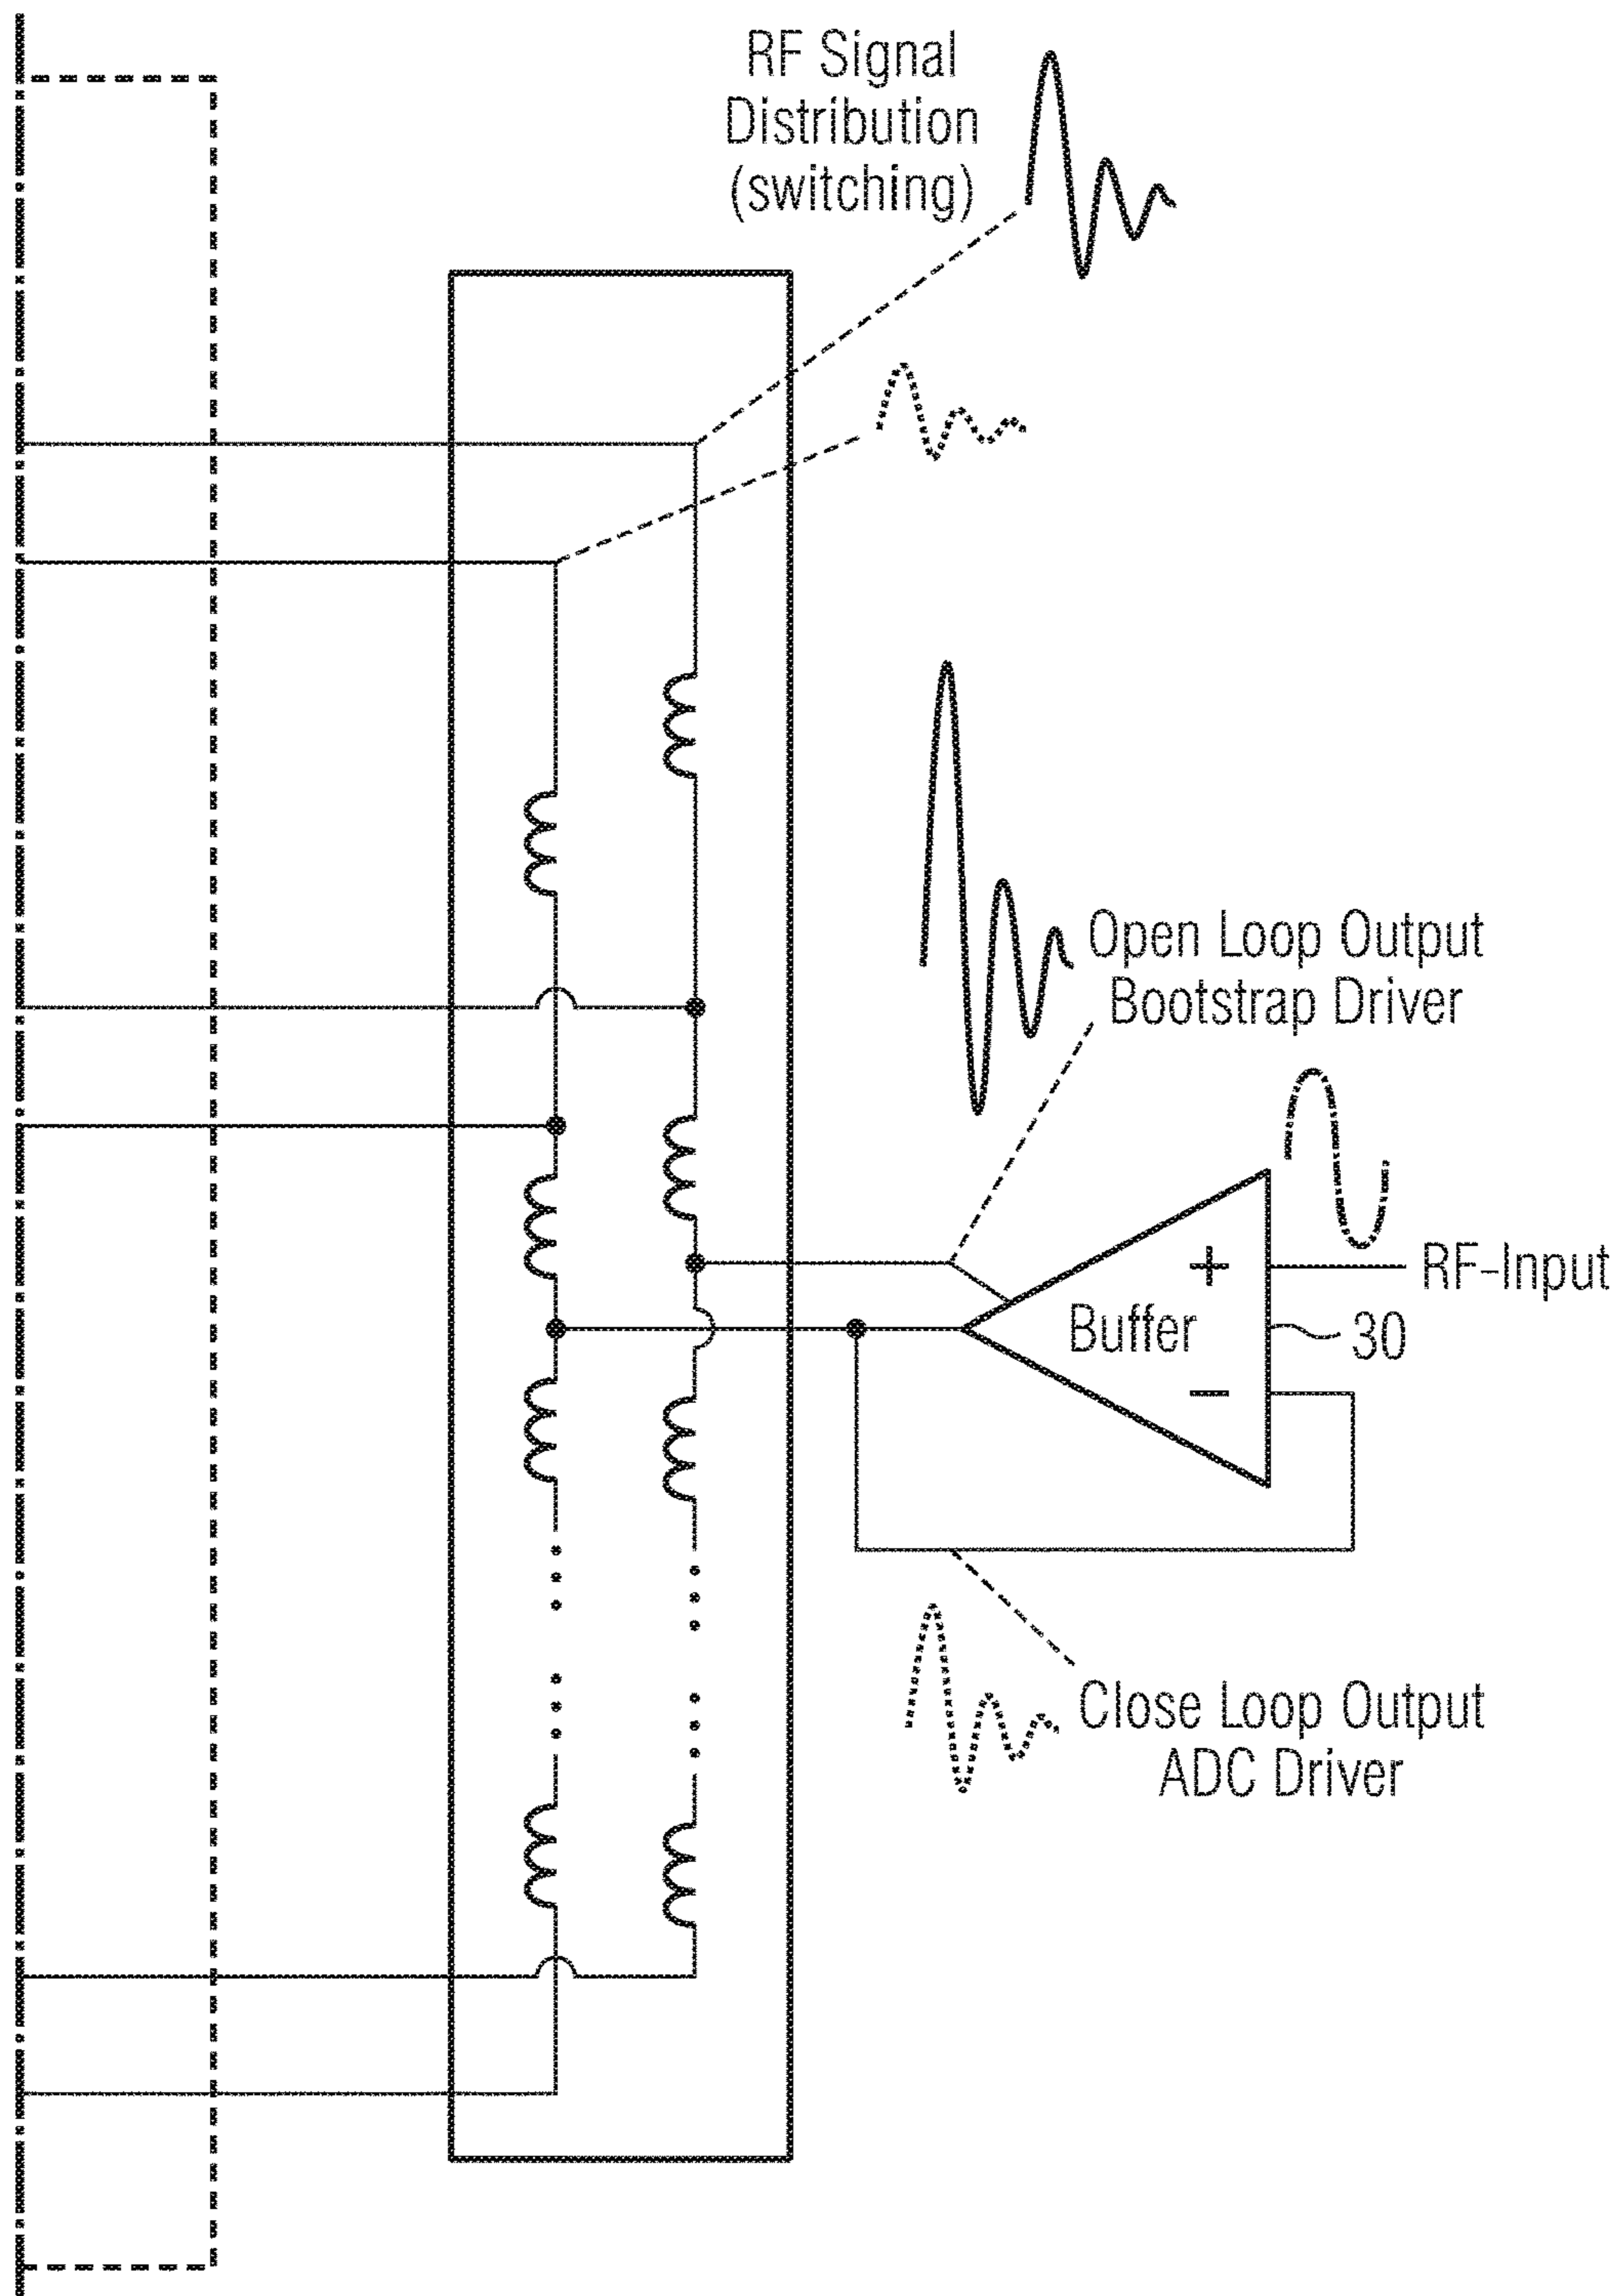 RF Signal
Distribution
(switching)
Open Loop Output
Bootstrap Driver
+
RF-Input
Buffer
30
−
Close Loop Output
ADC Driver